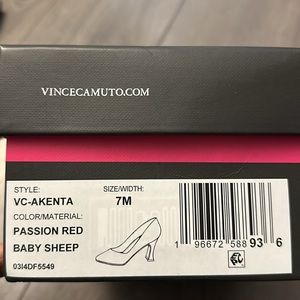 VINCECAMUTO.COM
STYLE: SIZE/WIDTH:
VC-AKENTA 7M
COLOR/MATERIAL:
PASSION RED
BABY SHEEP
03I4DF5549
1 96672 58893 6